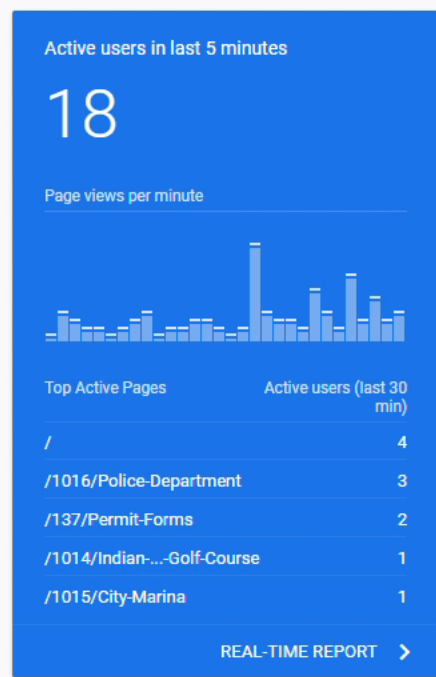 Active users in last 5 minutes
18
Page views per minute
Top Active Pages Active users (last 30
min)
/ 4
/1016/Police-Department 3
/137/Permit-Forms 2
/1014/Indian-...-Golf-Course 1
/1015/City-Marina 1
REAL-TIME REPORT